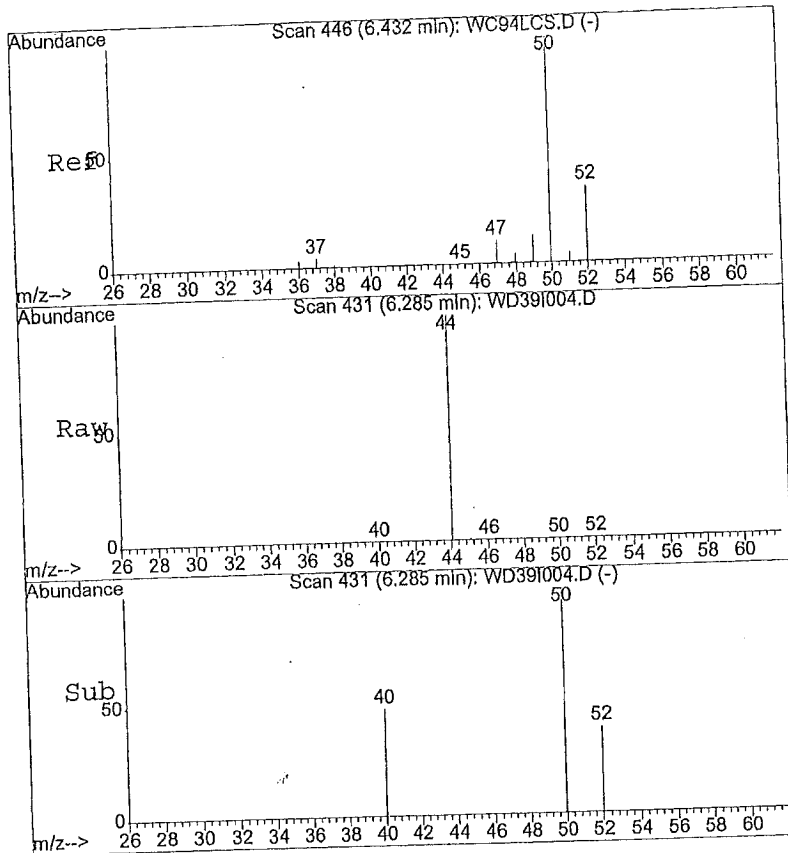 Abundance
Scan 446 (6.432 min): WC94LCS.D (-)
50
Ref
50
52
47
37
45
0
m/z-->
26 28 30 32 34 36 38 40 42 44 46 48 50 52 54 56 58 60
Abundance
Scan 431 (6.285 min): WD39I004.D
44
Raw
50
40 46 50 52
0
m/z-->
26 28 30 32 34 36 38 40 42 44 46 48 50 52 54 56 58 60
Abundance
Scan 431 (6.285 min): WD39I004.D (-)
50
Sub
50
40
52
0
m/z-->
26 28 30 32 34 36 38 40 42 44 46 48 50 52 54 56 58 60